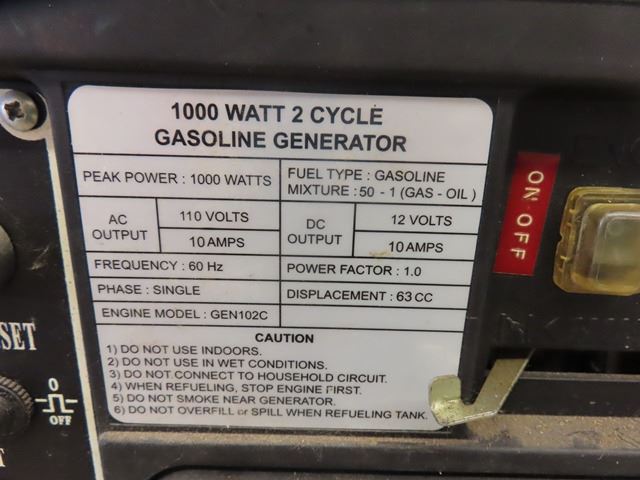 1000 WATT 2 CYCLE
GASOLINE GENERATOR
PEAK POWER : 1000 WATTS
FUEL TYPE : GASOLINE
MIXTURE : 50 - 1 (GAS - OIL )
AC
OUTPUT
110 VOLTS
10 AMPS
DC
OUTPUT
12 VOLTS
10 AMPS
FREQUENCY : 60 Hz
POWER FACTOR : 1.0
PHASE : SINGLE
DISPLACEMENT : 63 CC
ENGINE MODEL : GEN102C
CAUTION
1) DO NOT USE INDOORS.
2) DO NOT USE IN WET CONDITIONS.
3) DO NOT CONNECT TO HOUSEHOLD CIRCUIT.
4) WHEN REFUELING, STOP ENGINE FIRST.
5) DO NOT SMOKE NEAR GENERATOR.
6) DO NOT OVERFILL or SPILL WHEN REFUELING TANK.
ON OFF
SET
0
OFF